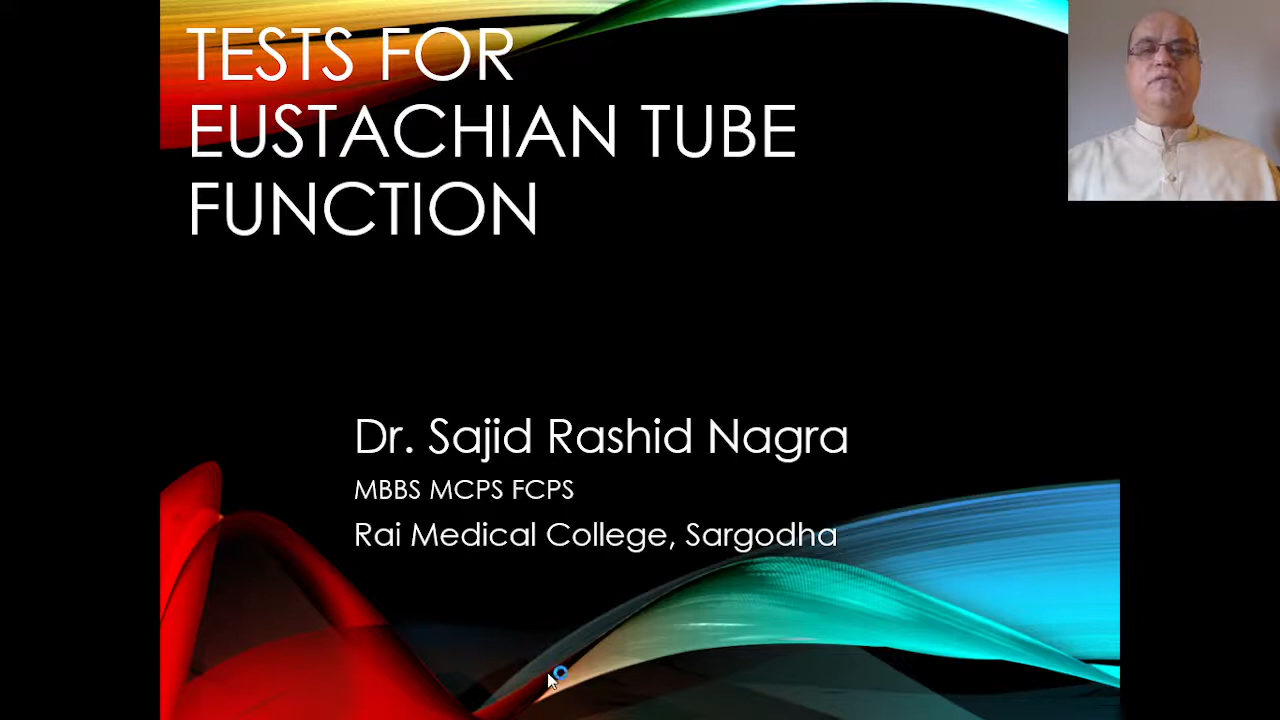 TESTS FOR
EUSTACHIAN TUBE
FUNCTION
Dr. Sajid Rashid Nagra
MBBS MCPS FCPS
Rai Medical College, Sargodha